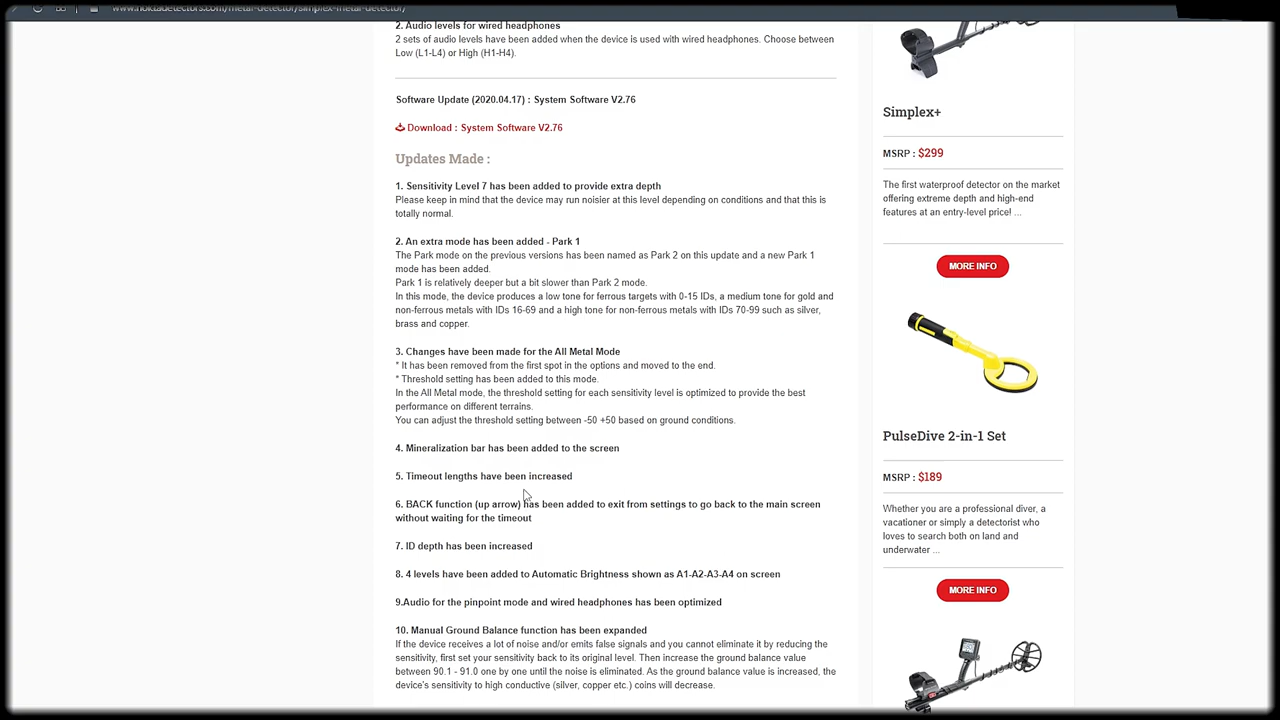 www.noktadetectors.com/metal-detector/simplex-metal-detector/
2. Audio levels for wired headphones
2 sets of audio levels have been added when the device is used with wired headphones. Choose between
Low (L1-L4) or High (H1-H4).
Software Update (2020.04.17) : System Software V2.76
Download : System Software V2.76
Updates Made :
1. Sensitivity Level 7 has been added to provide extra depth
Please keep in mind that the device may run noisier at this level depending on conditions and that this is
totally normal.
2. An extra mode has been added - Park 1
The Park mode on the previous versions has been named as Park 2 on this update and a new Park 1
mode has been added.
Park 1 is relatively deeper but a bit slower than Park 2 mode.
In this mode, the device produces a low tone for ferrous targets with 0-15 IDs, a medium tone for gold and
non-ferrous metals with IDs 16-69 and a high tone for non-ferrous metals with IDs 70-99 such as silver,
brass and copper.
3. Changes have been made for the All Metal Mode
* It has been removed from the first spot in the options and moved to the end.
* Threshold setting has been added to this mode.
In the All Metal mode, the threshold setting for each sensitivity level is optimized to provide the best
performance on different terrains.
You can adjust the threshold setting between -50 +50 based on ground conditions.
4. Mineralization bar has been added to the screen
5. Timeout lengths have been increased
6. BACK function (up arrow) has been added to exit from settings to go back to the main screen
without waiting for the timeout
7. ID depth has been increased
8. 4 levels have been added to Automatic Brightness shown as A1-A2-A3-A4 on screen
9.Audio for the pinpoint mode and wired headphones has been optimized
10. Manual Ground Balance function has been expanded
If the device receives a lot of noise and/or emits false signals and you cannot eliminate it by reducing the
sensitivity, first set your sensitivity back to its original level. Then increase the ground balance value
between 90.1 - 91.0 one by one until the noise is eliminated. As the ground balance value is increased, the
device's sensitivity to high conductive (silver, copper etc.) coins will decrease.
Simplex+
MSRP : $299
The first waterproof detector on the market
offering extreme depth and high-end
features at an entry-level price! ...
MORE INFO
PulseDive 2-in-1 Set
MSRP : $189
Whether you are a professional diver, a
vacationer or simply a detectorist who
loves to search both on land and
underwater ...
MORE INFO